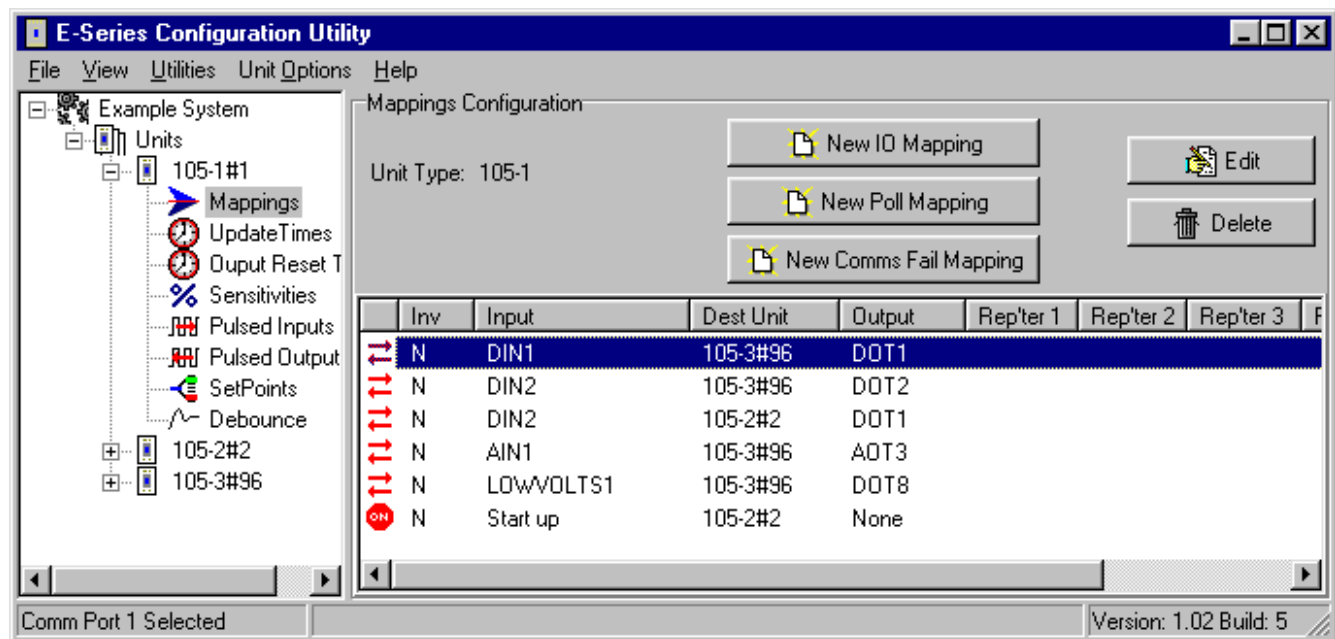 E-Series Configuration Utility
File View Utilities Unit Options Help
Example System
Units
105-1#1
Mappings
UpdateTimes
Ouput Reset T
Sensitivities
Pulsed Inputs
Pulsed Output
SetPoints
Debounce
105-2#2
105-3#96
Mappings Configuration
Unit Type: 105-1
New IO Mapping
New Poll Mapping
New Comms Fail Mapping
Edit
Delete
Inv Input Dest Unit Output Rep'ter 1 Rep'ter 2 Rep'ter 3
N DIN1 105-3#96 DOT1
N DIN2 105-3#96 DOT2
N DIN2 105-2#2 DOT1
N AIN1 105-3#96 AOT3
N LOWVOLTS1 105-3#96 DOT8
ON N Start up 105-2#2 None
Comm Port 1 Selected
Version: 1.02 Build: 5